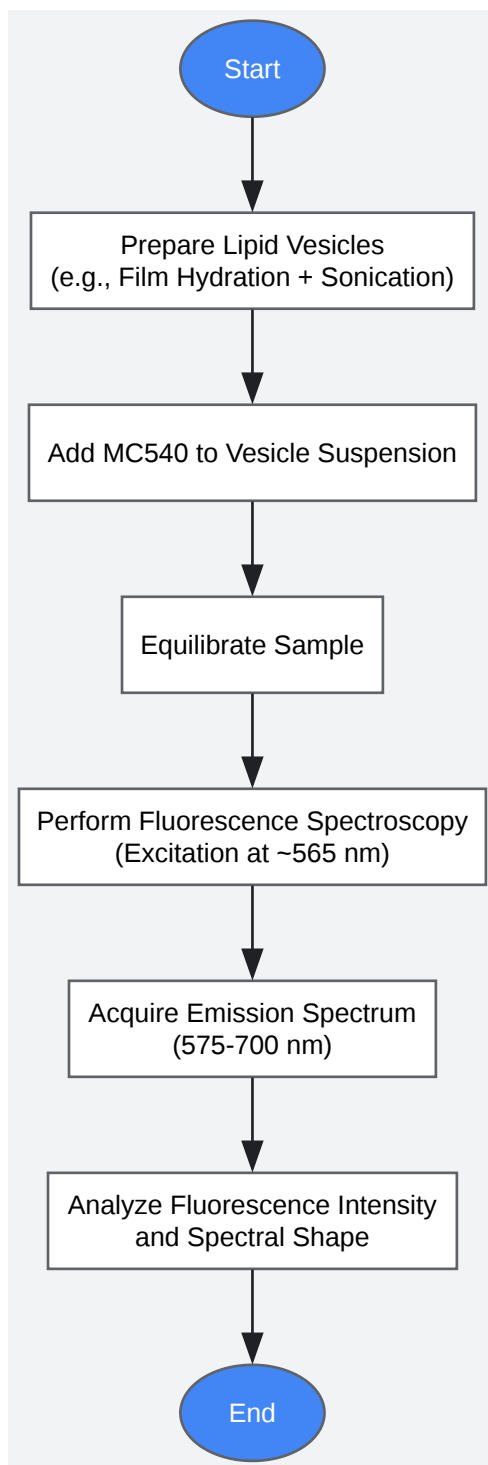 Start
Prepare Lipid Vesicles
(e.g., Film Hydration + Sonication)
Add MC540 to Vesicle Suspension
Equilibrate Sample
Perform Fluorescence Spectroscopy
(Excitation at ~565 nm)
Acquire Emission Spectrum
(575-700 nm)
Analyze Fluorescence Intensity
and Spectral Shape
End